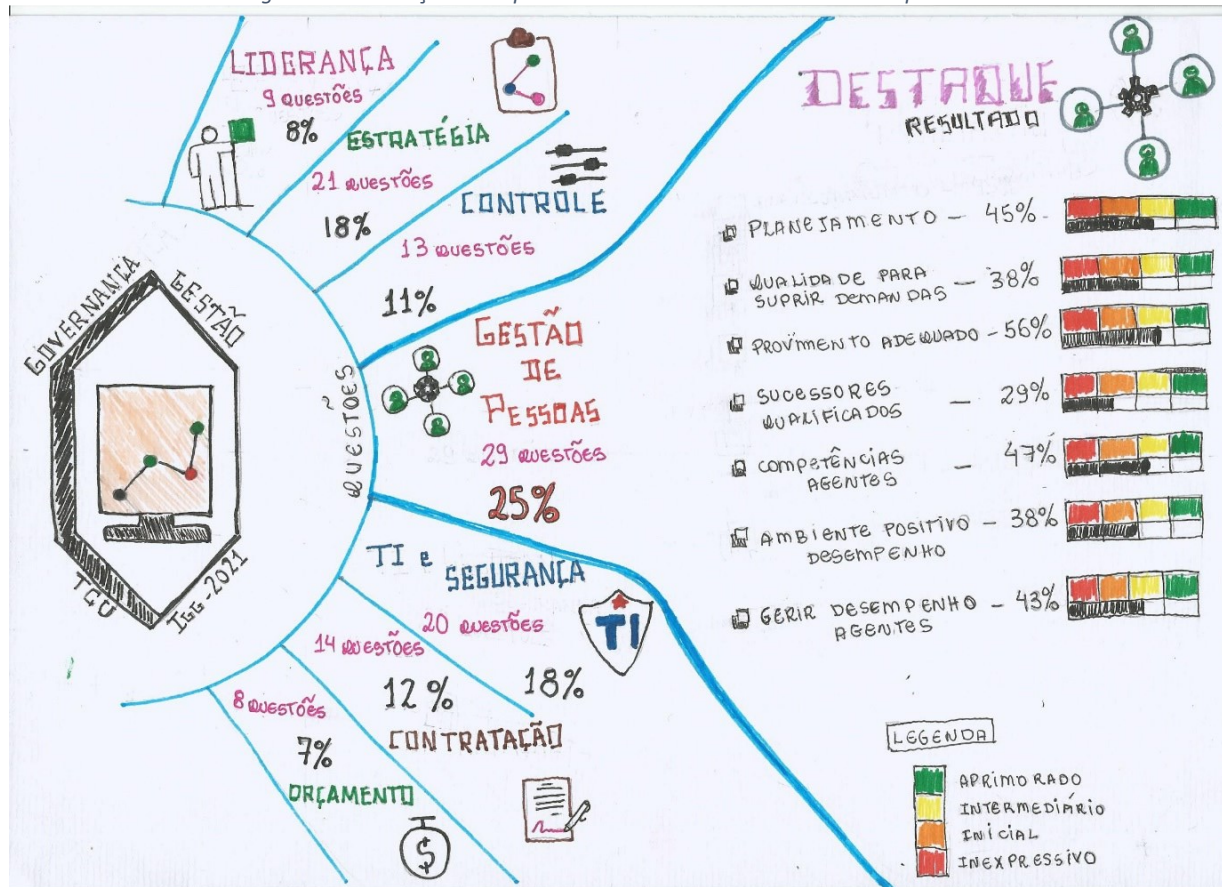 GOVERNANÇA
GESTÃO
TCU
IGG-2021
QUESTÕES
LIDERANÇA
9 QUESTÕES
8%
ESTRATÉGIA
21 QUESTÕES
18%
CONTROLE
13 QUESTÕES
11%
GESTÃO
DE
PESSOAS
29 QUESTÕES
25%
TI e
SEGURANÇA
20 QUESTÕES
18%
TI
14 QUESTÕES
12%
CONTRATAÇÃO
8 QUESTÕES
7%
ORÇAMENTO
$
DESTAQUE
RESULTADO
PLANEJAMENTO - 45%
QUALIDADE PARA
SUPRIR DEMANDAS - 38%
PROVIMENTO ADEQUADO - 56%
SUCESSORES
QUALIFICADOS - 29%
COMPETÊNCIAS
AGENTES - 47%
AMBIENTE POSITIVO - 38%
DESEMPENHO
GERIR DESEMPENHO - 43%
AGENTES
LEGENDA
APRIMORADO
INTERMEDIÁRIO
INICIAL
INEXPRESSIVO